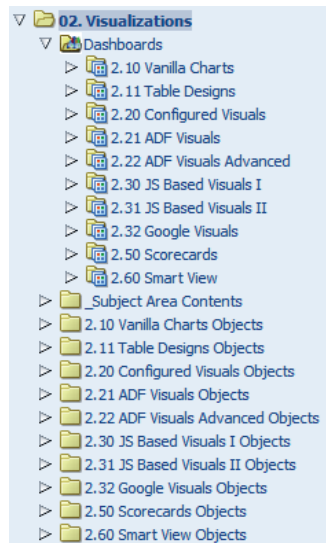 02. Visualizations
Dashboards
2.10 Vanilla Charts
2.11 Table Designs
2.20 Configured Visuals
2.21 ADF Visuals
2.22 ADF Visuals Advanced
2.30 JS Based Visuals I
2.31 JS Based Visuals II
2.32 Google Visuals
2.50 Scorecards
2.60 Smart View
_Subject Area Contents
2.10 Vanilla Charts Objects
2.11 Table Designs Objects
2.20 Configured Visuals Objects
2.21 ADF Visuals Objects
2.22 ADF Visuals Advanced Objects
2.30 JS Based Visuals I Objects
2.31 JS Based Visuals II Objects
2.32 Google Visuals Objects
2.50 Scorecards Objects
2.60 Smart View Objects